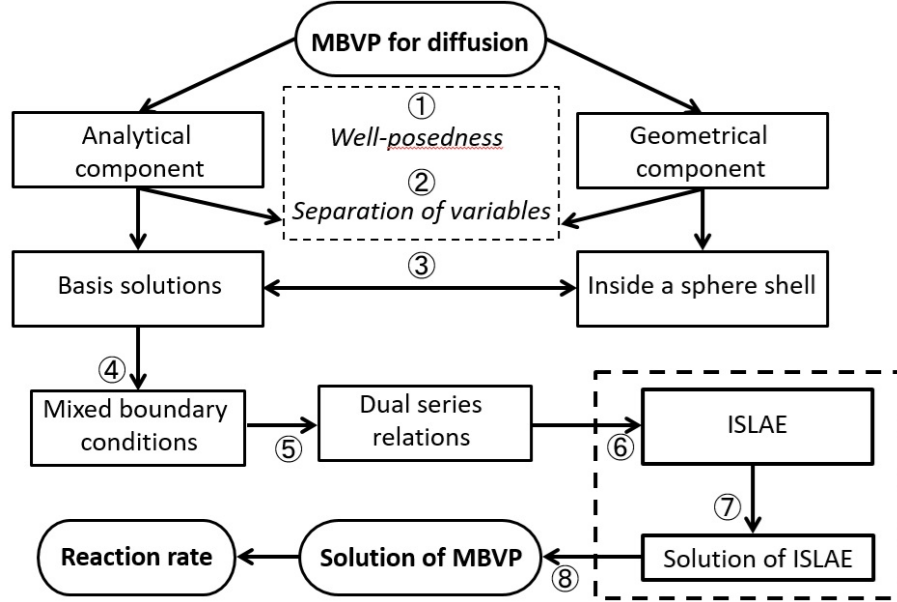 MBVP for diffusion
①
Analytical
component
Well-posedness
Geometrical
component
②
Separation of variables
③
Basis solutions
Inside a sphere shell
④
Mixed boundary
conditions
⑤
Dual series
relations
⑥
ISLAE
⑦
Reaction rate
Solution of MBVP
⑧
Solution of ISLAE